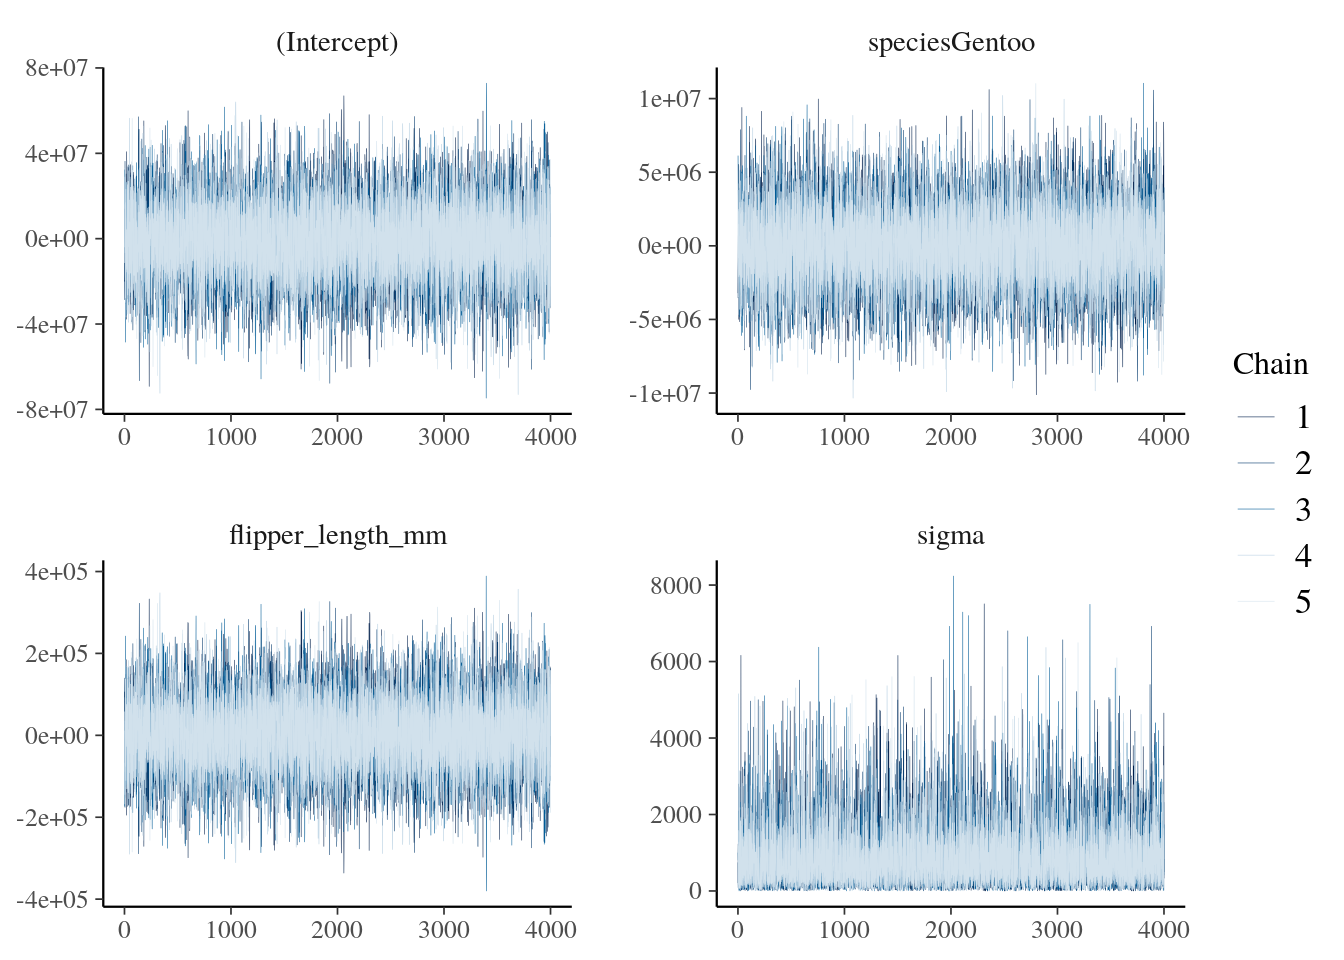 (Intercept)
8e+07
4e+07
0e+00
-4e+07
-8e+07
0 1000 2000 3000 4000
speciesGentoo
1e+07
5e+06
0e+00
-5e+06
-1e+07
0 1000 2000 3000 4000
flipper_length_mm
4e+05
2e+05
0e+00
-2e+05
-4e+05
0 1000 2000 3000 4000
sigma
8000
6000
4000
2000
0
0 1000 2000 3000 4000
Chain
1
2
3
4
5